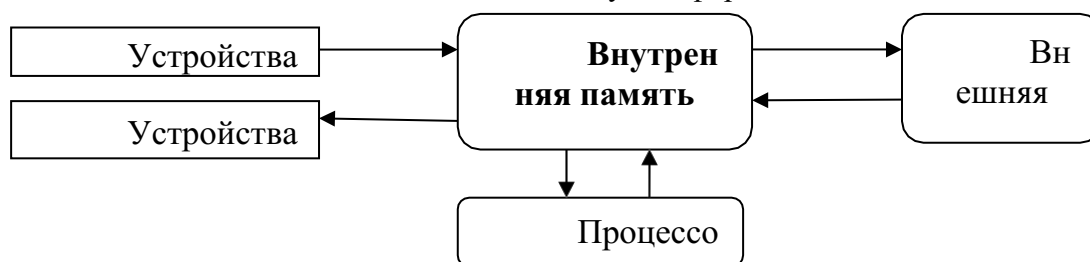 Устройства
Внутрен
няя память
Вн
ешняя
Устройства
Процессо